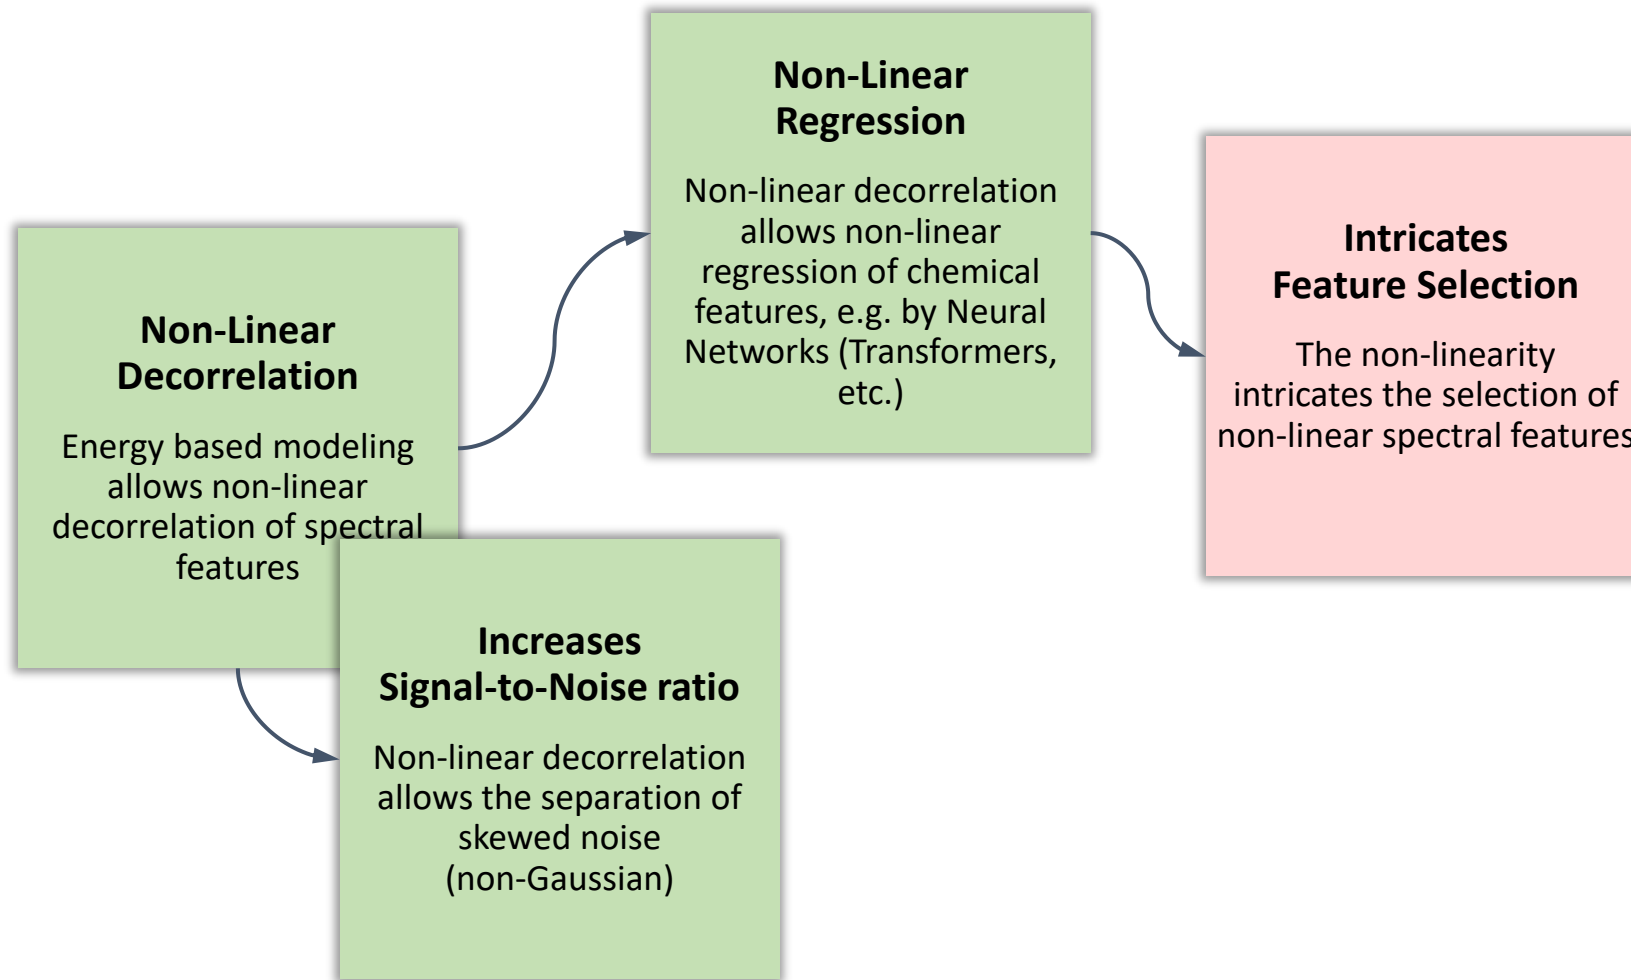 Non-Linear
Decorrelation
Energy based modeling
allows non-linear
decorrelation of spectral
features
Increases
Signal-to-Noise ratio
Non-linear decorrelation
allows the separation of
skewed noise
(non-Gaussian)
Non-Linear
Regression
Non-linear decorrelation
allows non-linear
regression of chemical
features, e.g. by Neural
Networks (Transformers,
etc.)
Intricates
Feature Selection
The non-linearity
intricates the selection of
non-linear spectral features